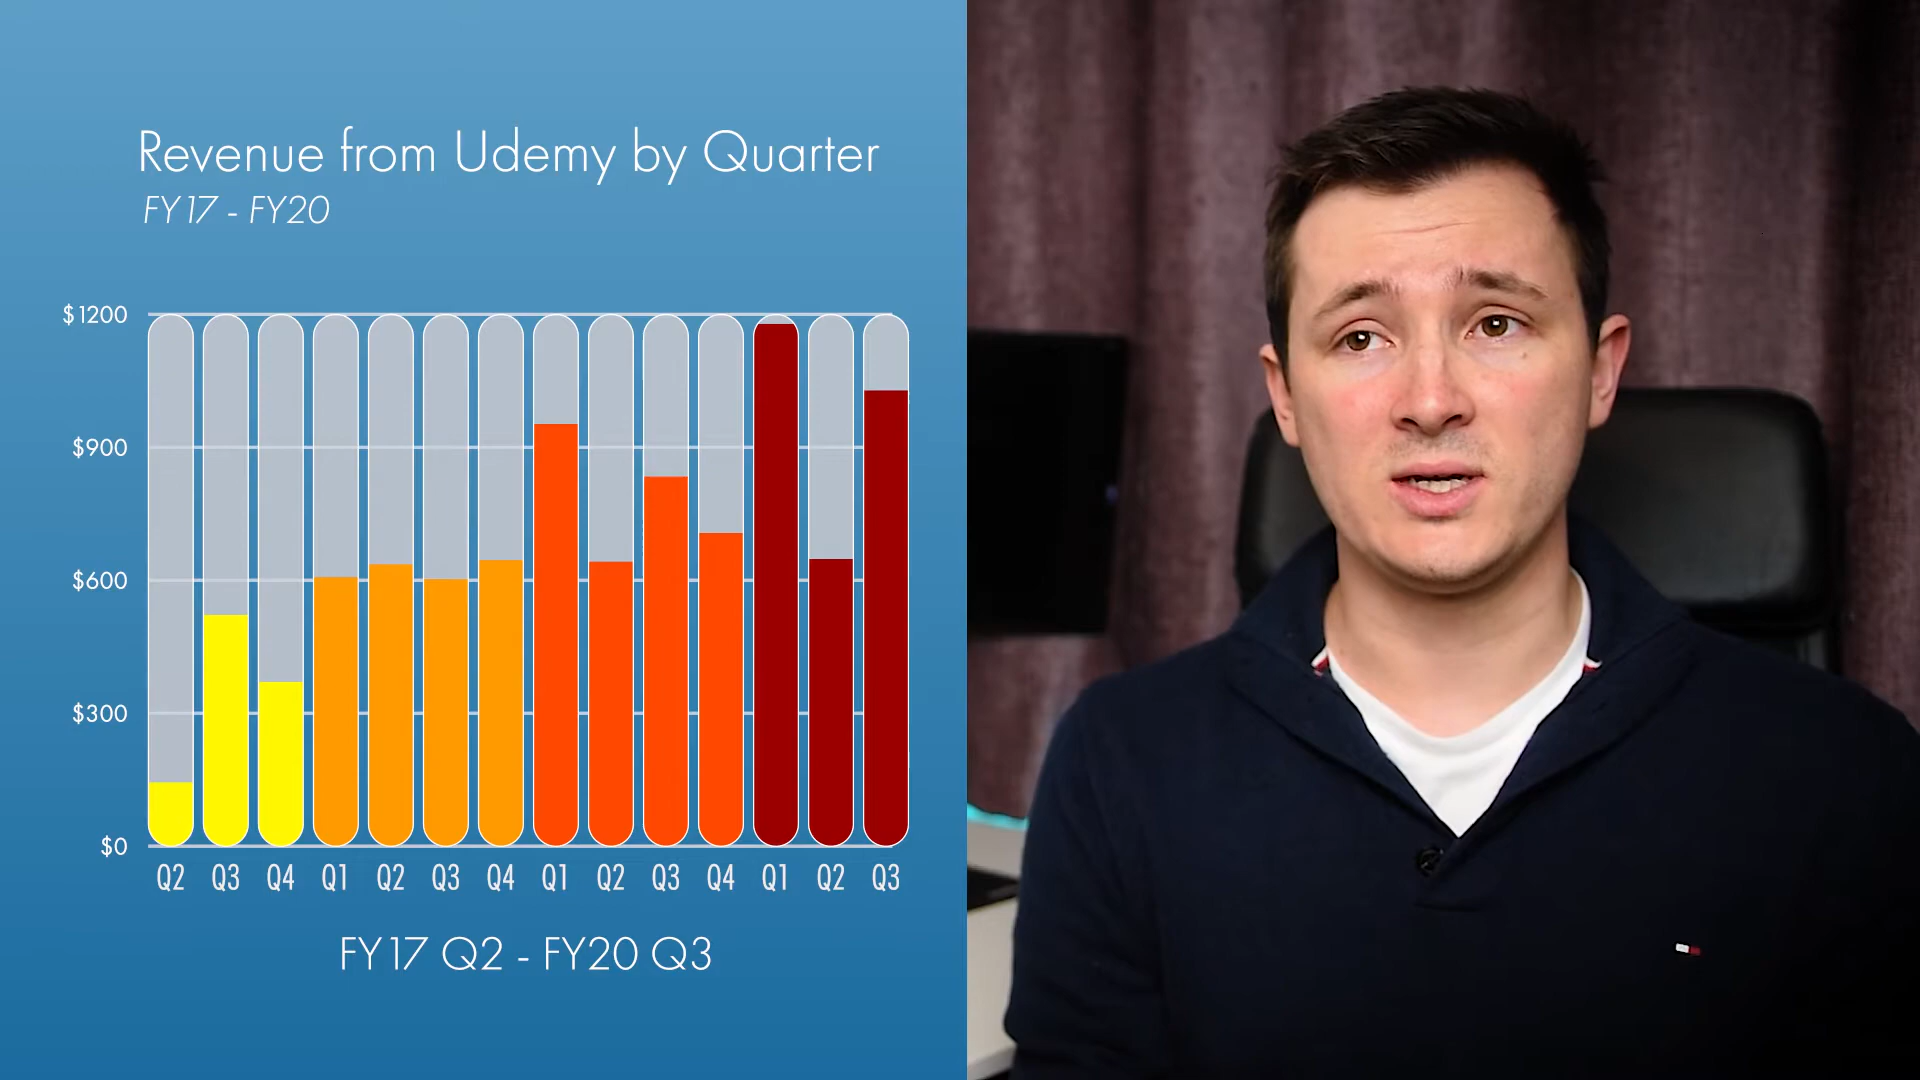 Revenue from Udemy by Quarter
FY17 - FY20
$1200
$900
$600
$300
$0
Q2 Q3 Q4 Q1 Q2 Q3 Q4 Q1 Q2 Q3 Q4 Q1 Q2 Q3
FY17 Q2 - FY20 Q3